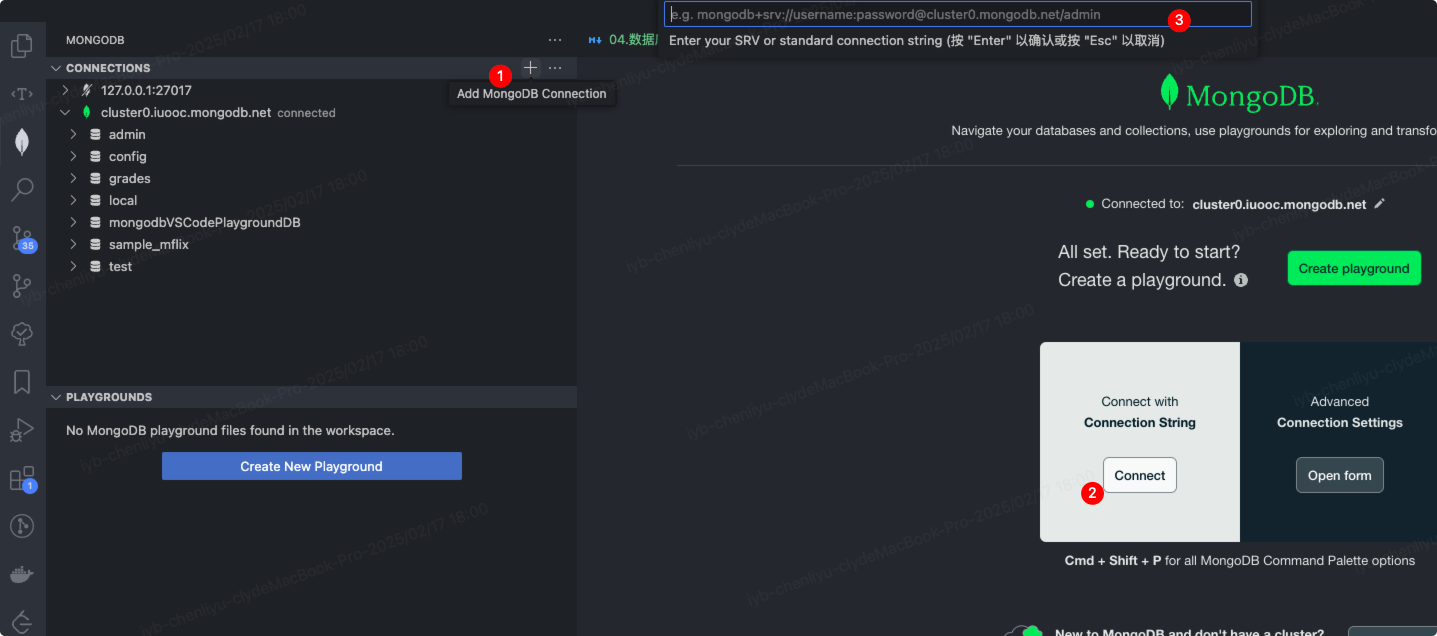 e.g. mongodb+srv://username:password@cluster0.mongodb.net/admin
3
MONGODB
04.数据
Enter your SRV or standard connection string (按 "Enter" 以确认或按 "Esc" 以取消)
CONNECTIONS
1
Add MongoDB Connection
127.0.0.1:27017
cluster0.iuooc.mongodb.net connected
admin
config
grades
local
mongodbVSCodePlaygroundDB
sample_mflix
test
35
PLAYGROUNDS
No MongoDB playground files found in the workspace.
Create New Playground
1
MongoDB.
Navigate your databases and collections, use playgrounds for exploring and transfo
Connected to: cluster0.iuooc.mongodb.net
All set. Ready to start?
Create a playground.
Create playground
Connect with
Connection String
Connect
2
Advanced
Connection Settings
Open form
Cmd + Shift + P for all MongoDB Command Palette options
New to MongoDB and don't have a cluster?
iyb-chenliyu-clydeMacBook-Pro-2025/02/17 18:00